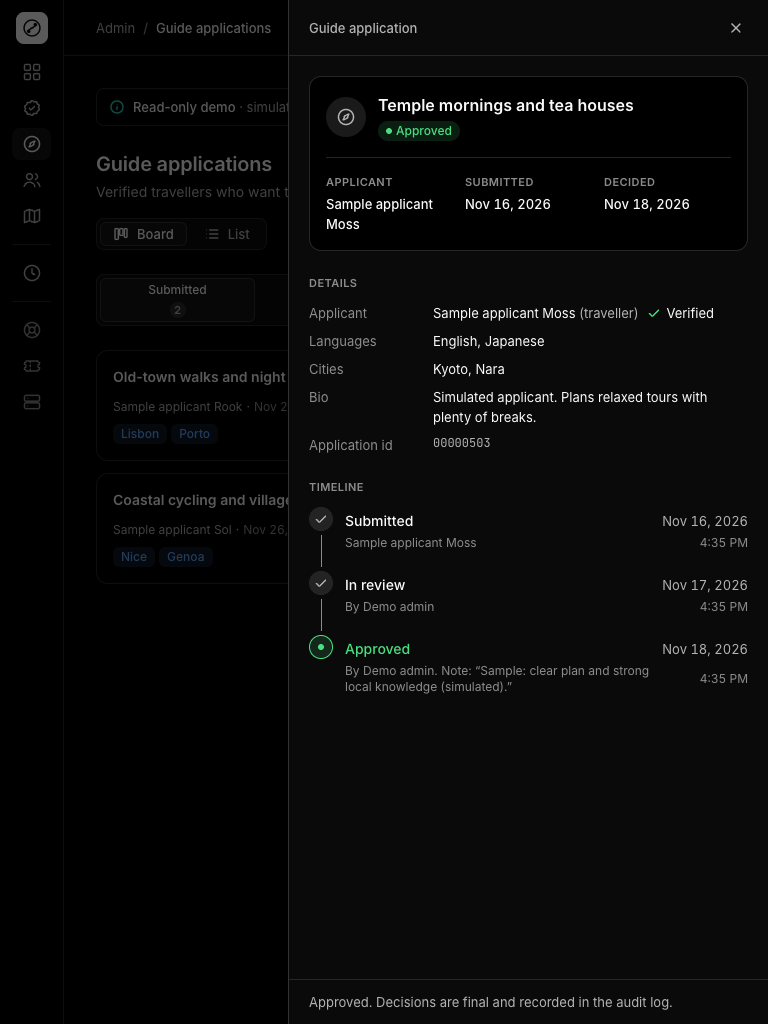 Admin / Guide applications
Read-only demo · simulat
Guide applications
Verified travellers who want t
Board
List
Submitted
2
Old-town walks and night
Sample applicant Rook · Nov 2
Lisbon
Porto
Coastal cycling and village
Sample applicant Sol · Nov 26,
Nice
Genoa
Guide application
Temple mornings and tea houses
Approved
APPLICANT
Sample applicant
Moss
SUBMITTED
Nov 16, 2026
DECIDED
Nov 18, 2026
DETAILS
Applicant
Sample applicant Moss (traveller) Verified
Languages
English, Japanese
Cities
Kyoto, Nara
Bio
Simulated applicant. Plans relaxed tours with
plenty of breaks.
Application id
00000503
TIMELINE
Submitted
Nov 16, 2026
Sample applicant Moss
4:35 PM
In review
Nov 17, 2026
By Demo admin
4:35 PM
Approved
Nov 18, 2026
By Demo admin. Note: “Sample: clear plan and strong
local knowledge (simulated).”
4:35 PM
Approved. Decisions are final and recorded in the audit log.